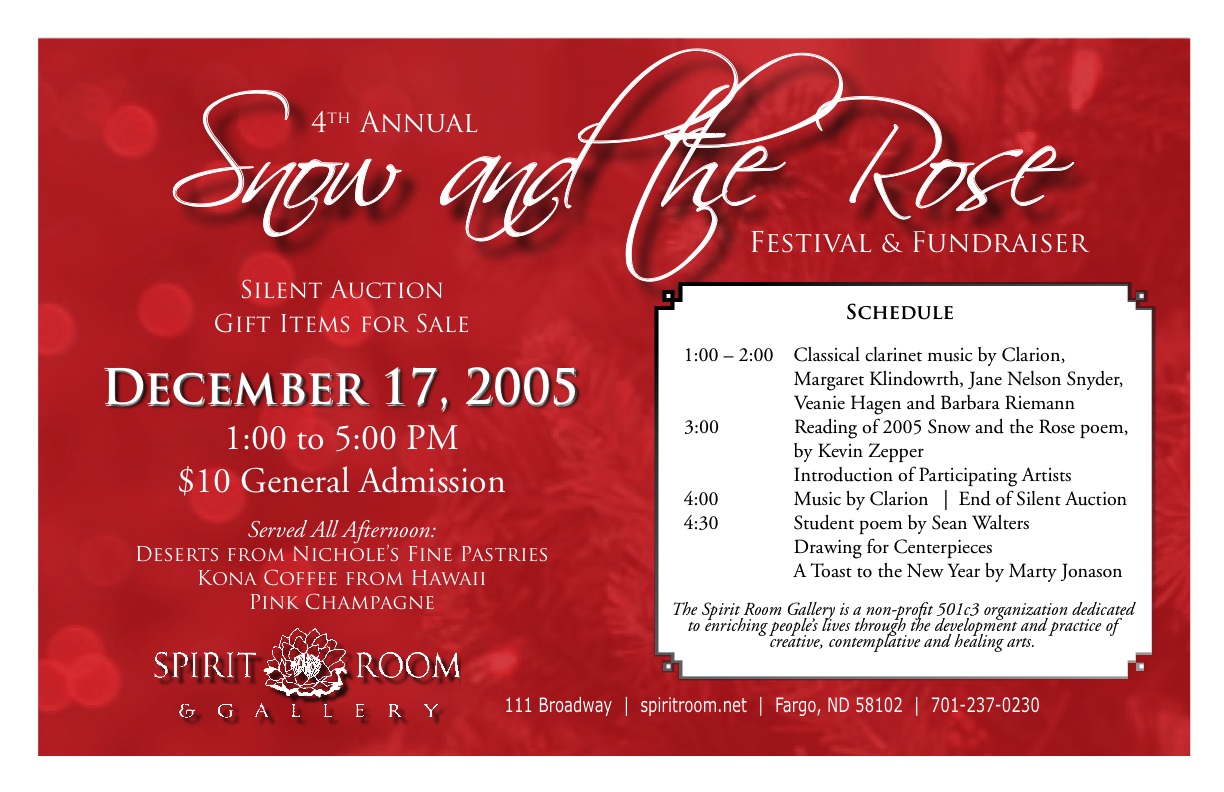 4TH ANNUAL
Snow and the Rose
FESTIVAL & FUNDRAISER
SILENT AUCTION
GIFT ITEMS FOR SALE
DECEMBER 17, 2005
1:00 to 5:00 PM
$10 General Admission
Served All Afternoon:
DESERTS FROM NICHOLE'S FINE PASTRIES
KONA COFFEE FROM HAWAII
PINK CHAMPAGNE
SPIRIT ROOM
& GALLERY
SCHEDULE
1:00 – 2:00 Classical clarinet music by Clarion,
Margaret Klindowrth, Jane Nelson Snyder,
Veanie Hagen and Barbara Riemann
3:00 Reading of 2005 Snow and the Rose poem,
by Kevin Zepper
Introduction of Participating Artists
4:00 Music by Clarion | End of Silent Auction
4:30 Student poem by Sean Walters
Drawing for Centerpieces
A Toast to the New Year by Marty Jonason
The Spirit Room Gallery is a non-profit 501c3 organization dedicated
to enriching people's lives through the development and practice of
creative, contemplative and healing arts.
111 Broadway | spiritroom.net | Fargo, ND 58102 | 701-237-0230